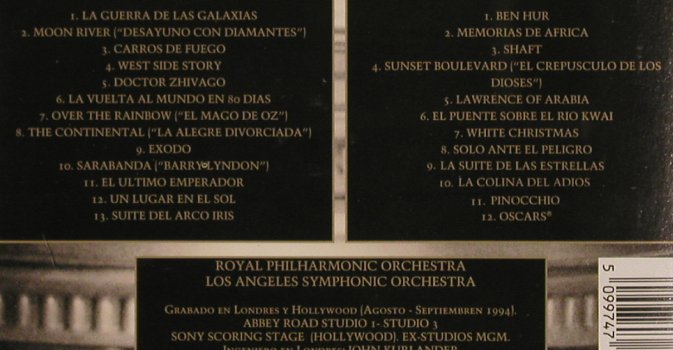 1. LA GUERRA DE LAS GALAXIAS
2. MOON RIVER ("DESAYUNO CON DIAMANTES")
3. CARROS DE FUEGO
4. WEST SIDE STORY
5. DOCTOR ZHIVAGO
6. LA VUELTA AL MUNDO EN 80 DIAS
7. OVER THE RAINBOW ("EL MAGO DE OZ")
8. THE CONTINENTAL ("LA ALEGRE DIVORCIADA")
9. EXODO
10. SARABANDA ("BARRY LYNDON")
11. EL ULTIMO EMPERADOR
12. UN LUGAR EN EL SOL
13. SUITE DEL ARCO IRIS
1. BEN HUR
2. MEMORIAS DE AFRICA
3. SHAFT
4. SUNSET BOULEVARD ("EL CREPUSCULO DE LOS
DIOSES")
5. LAWRENCE OF ARABIA
6. EL PUENTE SOBRE EL RIO KWAI
7. WHITE CHRISTMAS
8. SOLO ANTE EL PELIGRO
9. LA SUITE DE LAS ESTRELLAS
10. LA COLINA DEL ADIOS
11. PINOCCHIO
12. OSCARS®
ROYAL PHILHARMONIC ORCHESTRA
LOS ANGELES SYMPHONIC ORCHESTRA
GRABADO EN LONDRES Y HOLLYWOOD (AGOSTO - SEPTIEMBREN 1994).
ABBEY ROAD STUDIO 1- STUDIO 3
SONY SCORING STAGE (HOLLYWOOD). EX-STUDIOS MGM.
INGENIERO EN LONDRES: JOHN KURLANDER
5 099747